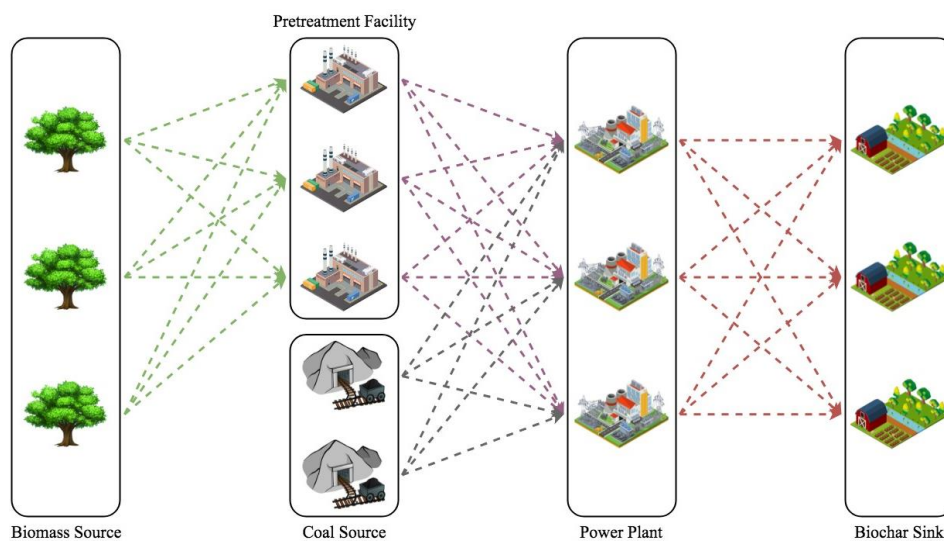 Pretreatment Facility
Biomass Source
Coal Source
Power Plant
Biochar Sink